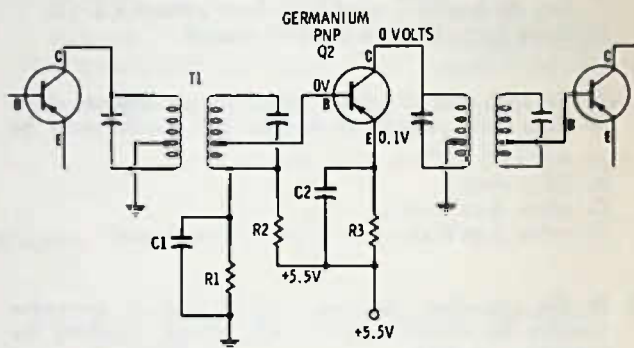 GERMANIUM
PNP
Q2
0 VOLTS
C
C
C
T1
0V
B
B
B
E
E
0.1V
E
C1
R1
R2
C2
R3
+5.5V
+5.5V